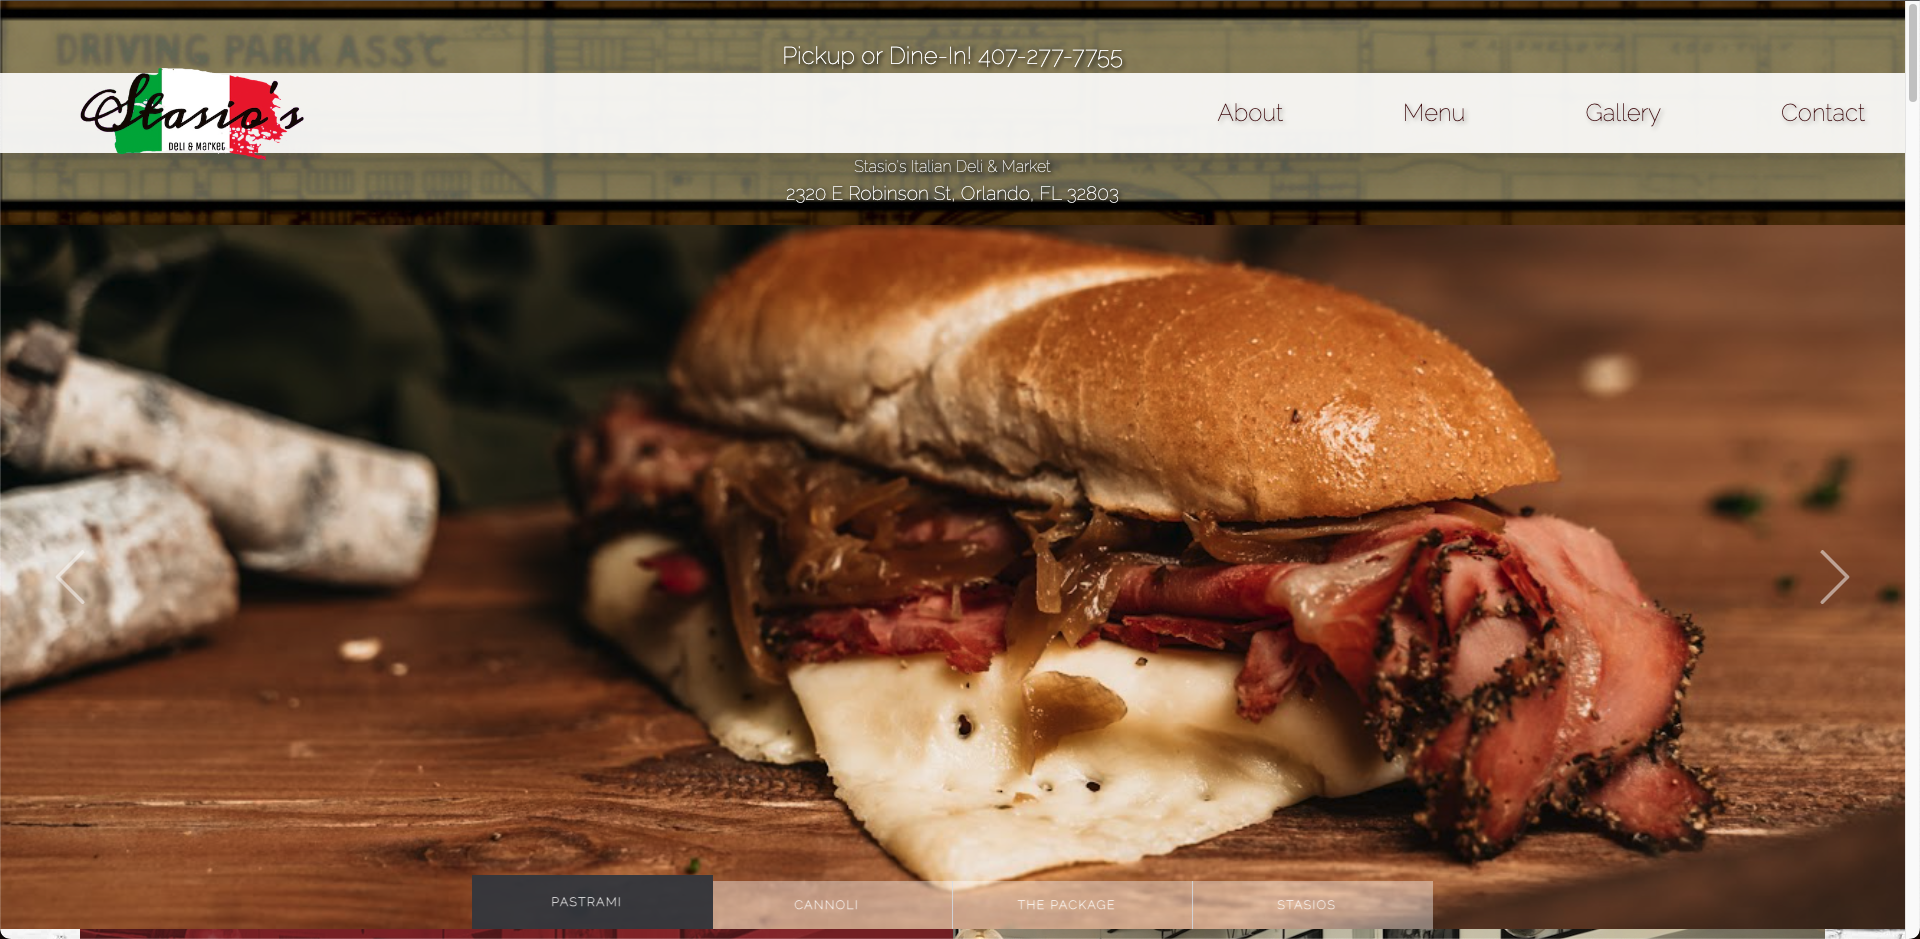 DRIVING PARK ASS'C
Pickup or Dine-In! 407-277-7755
Stasio's
Deli & Market
About
Menu
Gallery
Contact
Stasio's Italian Deli & Market
2320 E Robinson St, Orlando, FL 32803
PASTRAMI
CANNOLI
THE PACKAGE
STASIOS